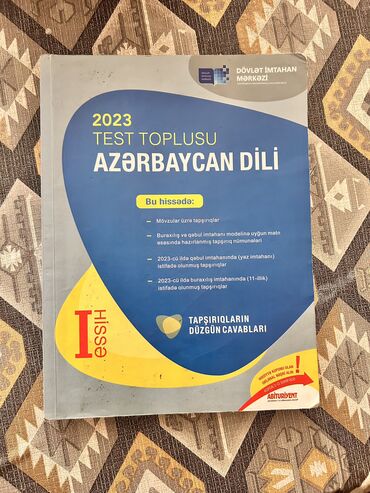 DÖVLƏT İMTAHAN
MƏRKƏZİ
2023
TEST TOPLUSU
AZƏRBAYCAN DİLİ
Bu hissədə:
Mövzular üzrə tapşırıqlar
Buraxılış və qəbul imtahanı modelinə uyğun mətn
əsasında hazırlanmış tapşırıq nümunələri
2023-cü ildə qəbul imtahanında (yaz imtahanı)
istifadə olunmuş tapşırıqlar
2023-cü ildə buraxılış imtahanında (11-illik)
istifadə olunmuş tapşırıqlar
I Hissə
TAPŞIRIQLARIN
DÜZGÜN CAVABLARI
ABİTURİYENT